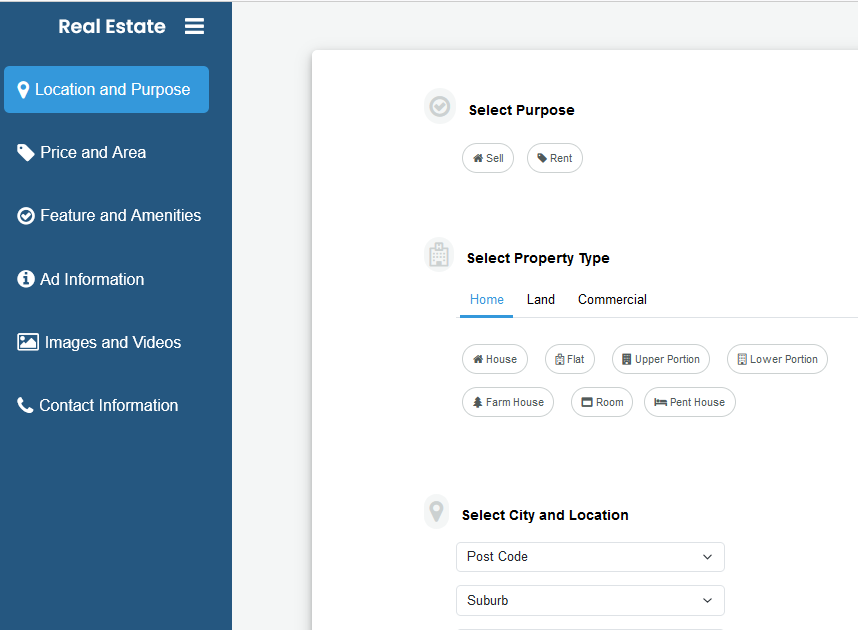 Real Estate
Location and Purpose
Price and Area
Feature and Amenities
Ad Information
Images and Videos
Contact Information
Select Purpose
Sell Rent
Select Property Type
Home Land Commercial
House Flat Upper Portion Lower Portion
Farm House Room Pent House
Select City and Location
Post Code
Suburb